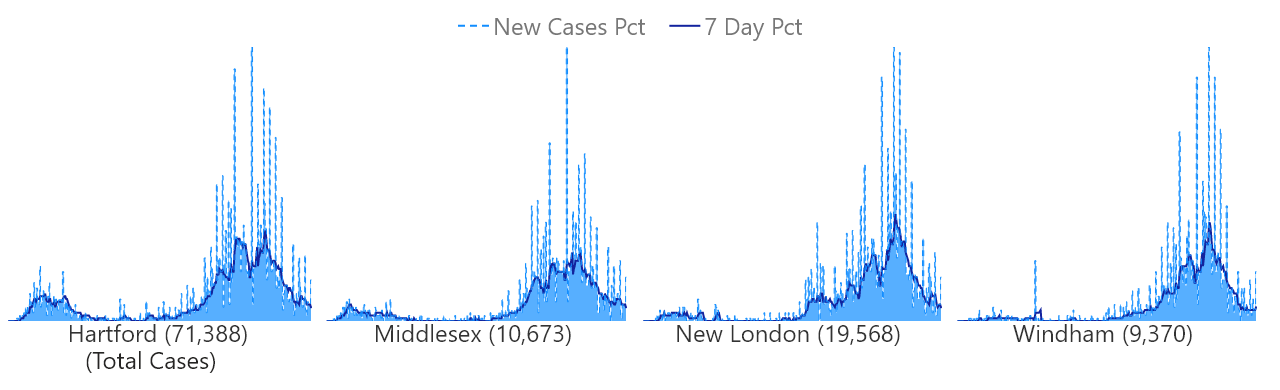 New Cases Pct 7 Day Pct
Hartford (71,388) Middlesex (10,673) New London (19,568) Windham (9,370)
(Total Cases)